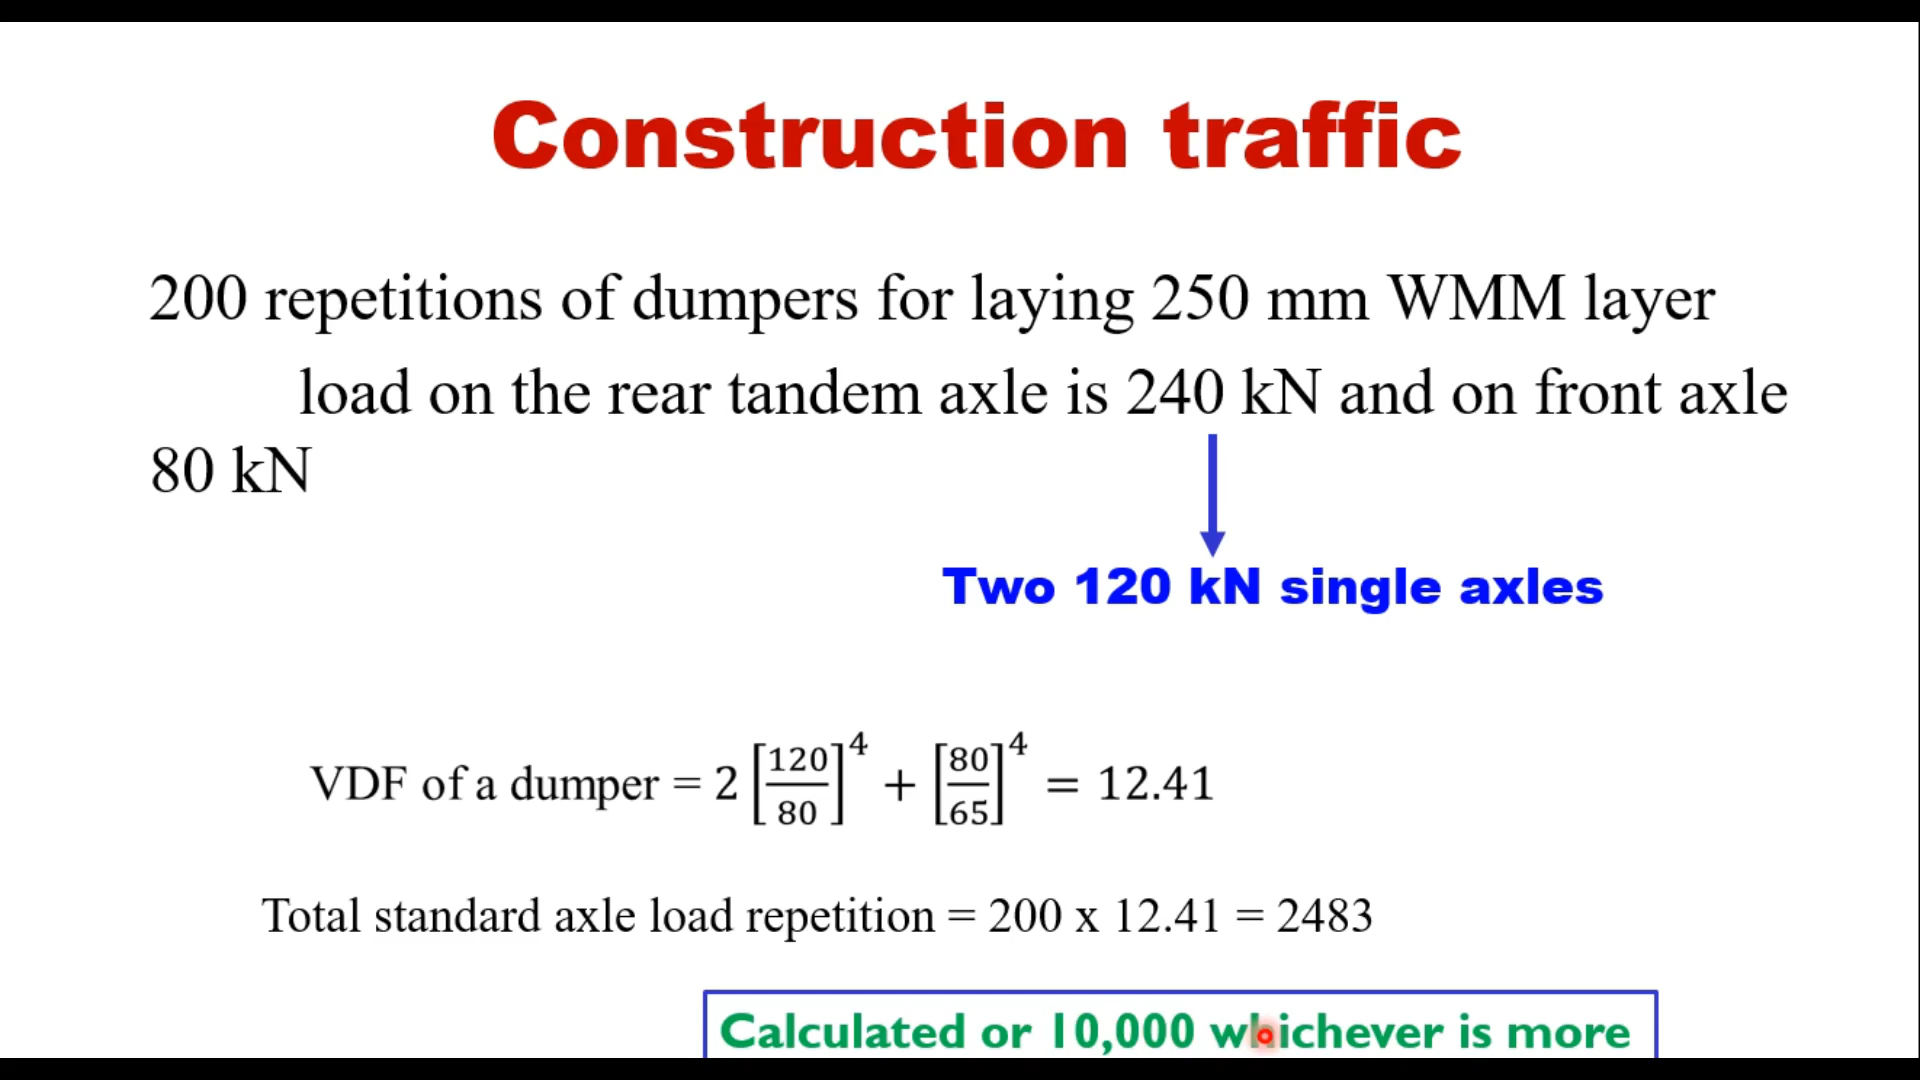 Construction traffic
200 repetitions of dumpers for laying 250 mm WMM layer
load on the rear tandem axle is 240 kN and on front axle
80 kN
Two 120 kN single axles
VDF of a dumper = 2 [120/80]^4 + [80/65]^4 = 12.41
Total standard axle load repetition = 200 x 12.41 = 2483
Calculated or 10,000 whichever is more